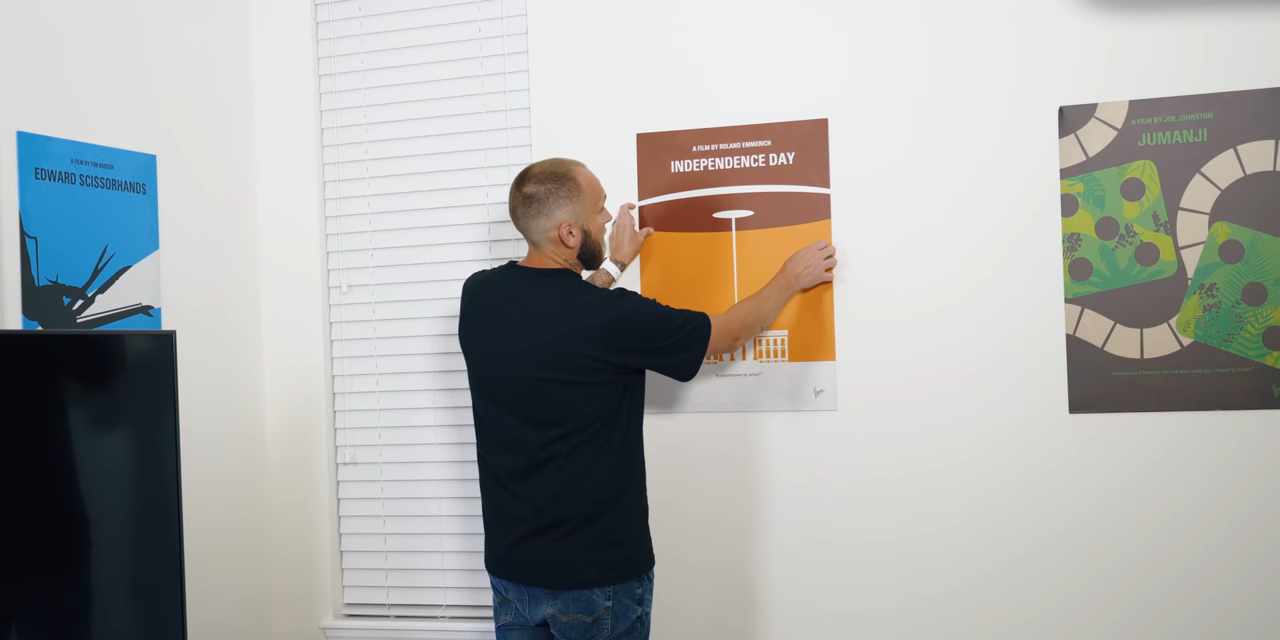 A FILM BY TIM BURTON
EDWARD SCISSORHANDS
A FILM BY ROLAND EMMERICH
INDEPENDENCE DAY
A FILM BY JOE JOHNSTON
JUMANJI